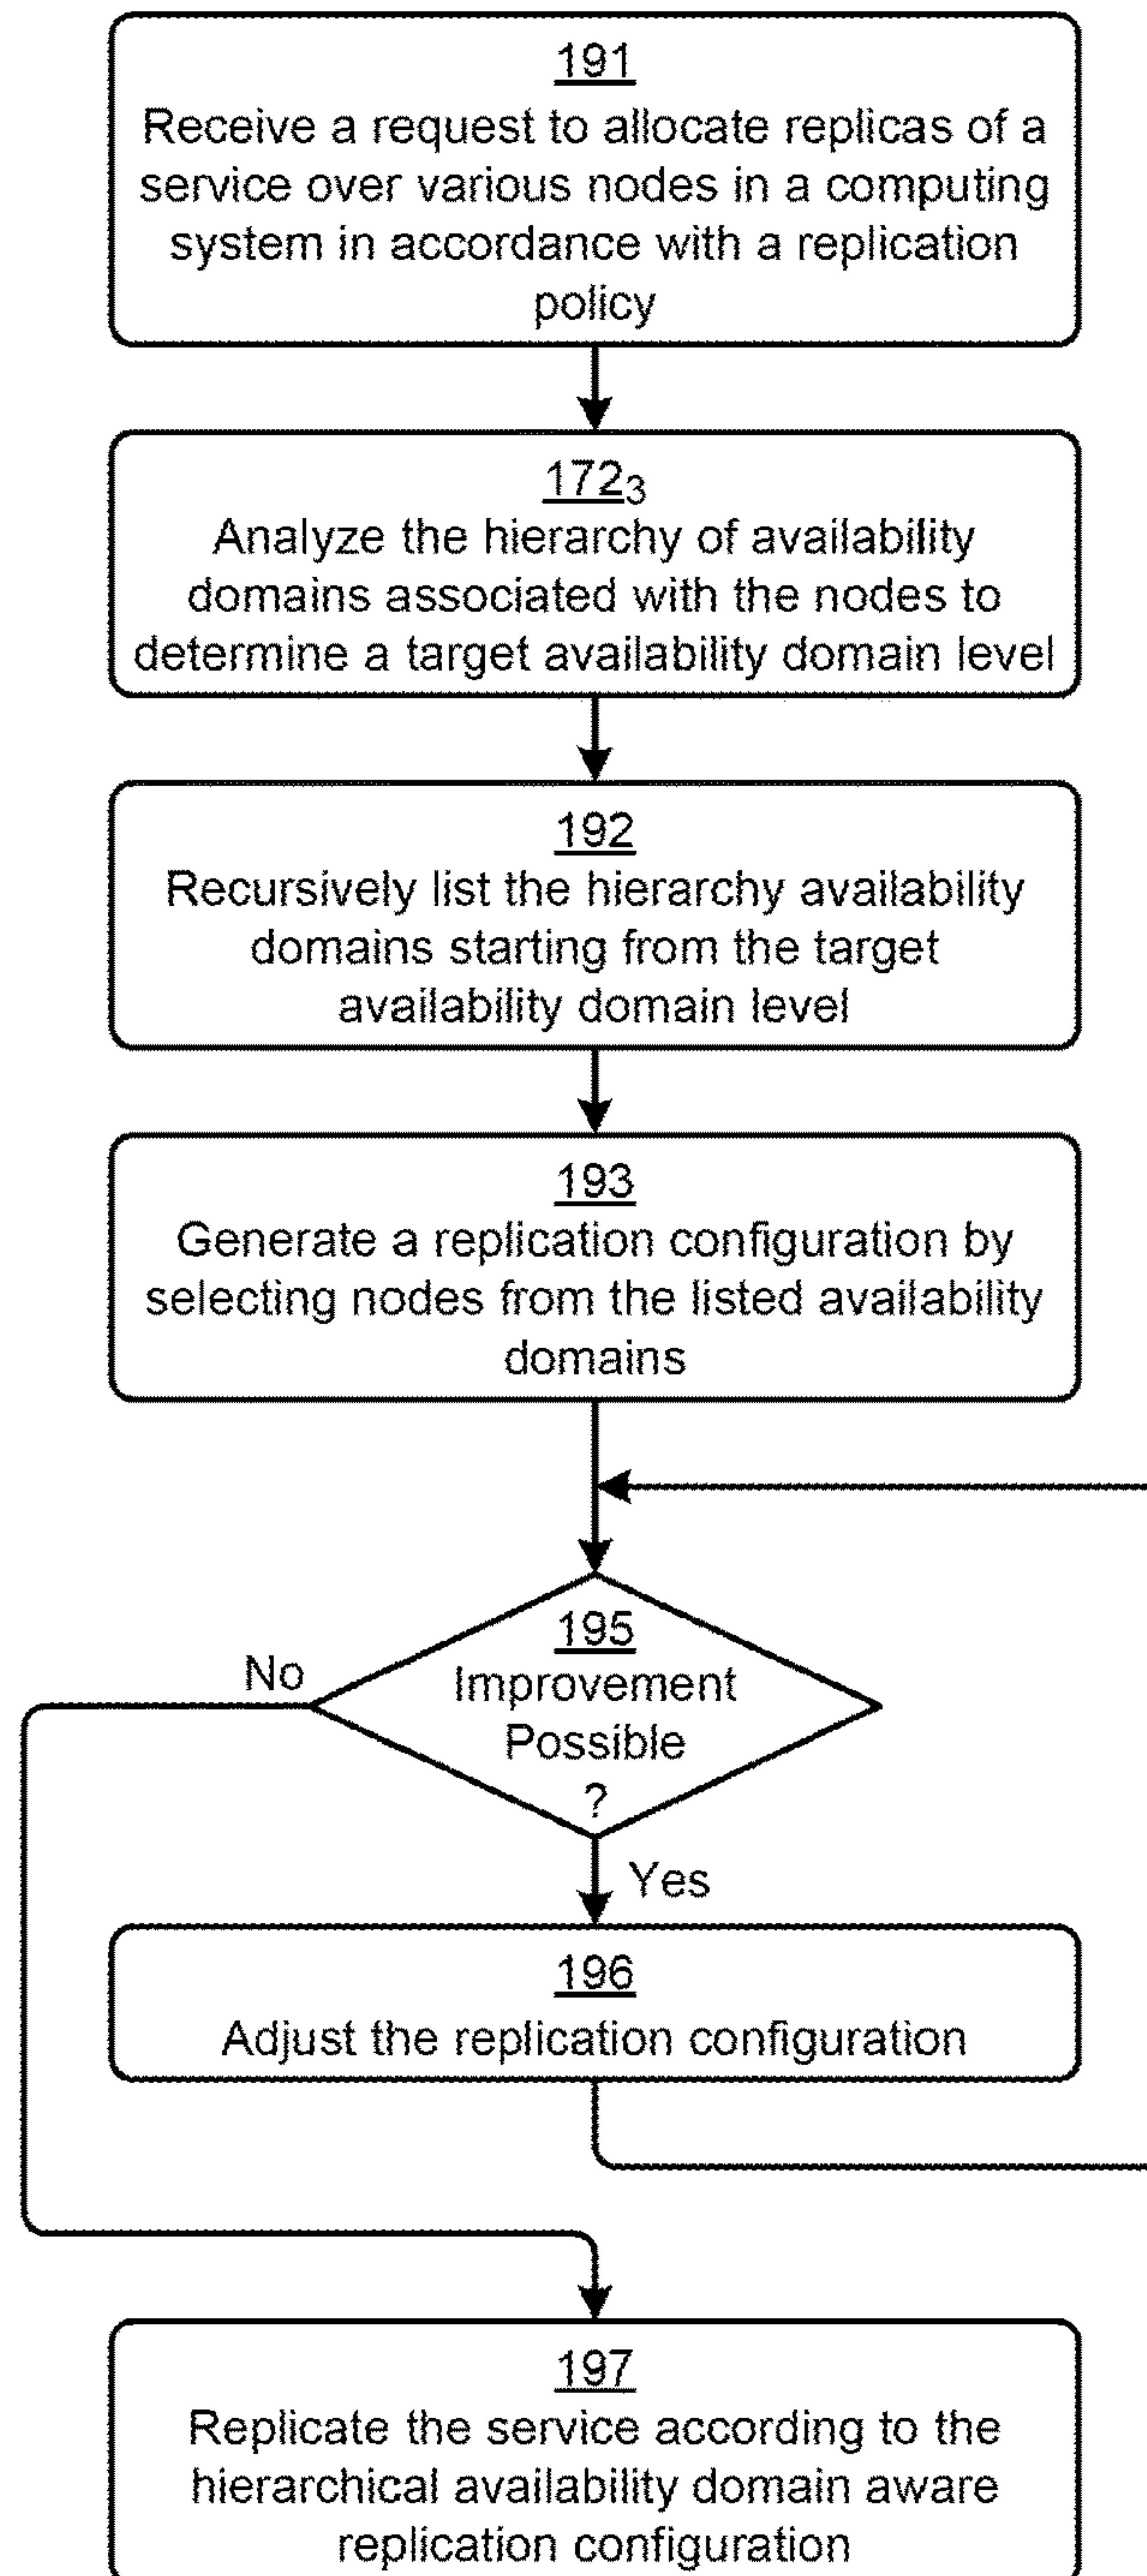 191
Receive a request to allocate replicas of a
service over various nodes in a computing
system in accordance with a replication
policy
172₃
Analyze the hierarchy of availability
domains associated with the nodes to
determine a target availability domain level
192
Recursively list the hierarchy availability
domains starting from the target
availability domain level
193
Generate a replication configuration by
selecting nodes from the listed availability
domains
195
No
Improvement
Possible
?
Yes
196
Adjust the replication configuration
197
Replicate the service according to the
hierarchical availability domain aware
replication configuration